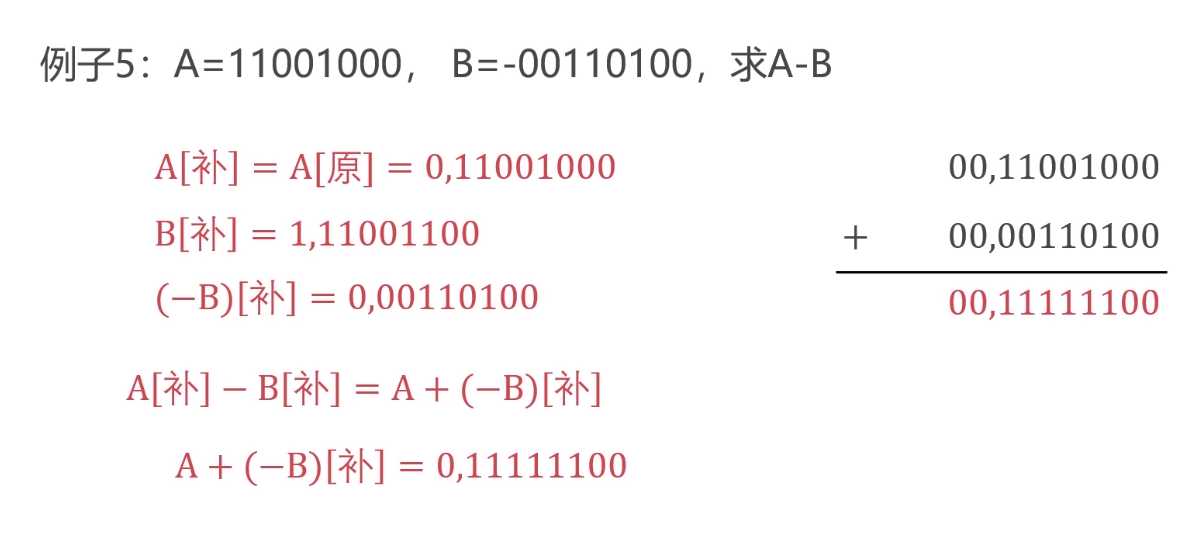 例子5：A=11001000， B=-00110100，求A-B
A[补] = A[原] = 0,11001000
B[补] = 1,11001100
(−B)[补] = 0,00110100
A[补] − B[补] = A + (−B)[补]
A + (−B)[补] = 0,11111100
00,11001000
+ 00,00110100
00,11111100